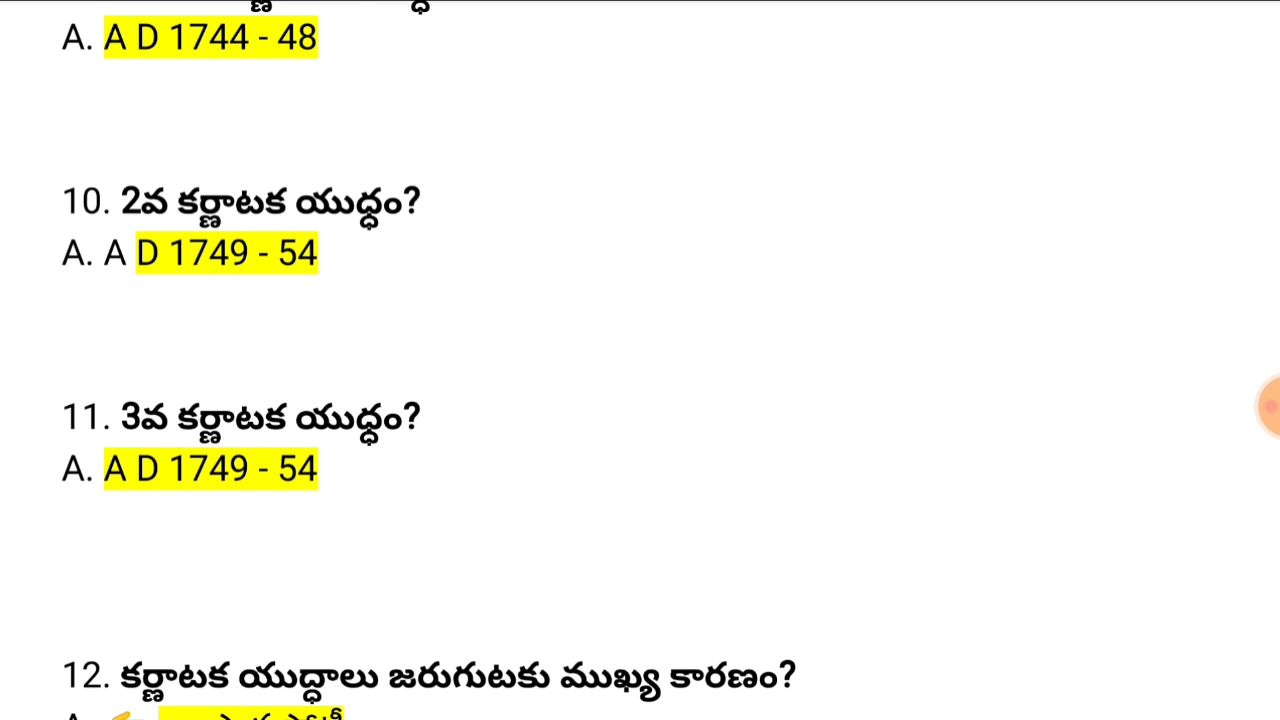 A. A D 1744 - 48
10. 2వ కర్ణాటక యుద్ధం?
A. A D 1749 - 54
11. 3వ కర్ణాటక యుద్ధం?
A. A D 1749 - 54
12. కర్ణాటక యుద్ధాలు జరుగుటకు ముఖ్య కారణం?